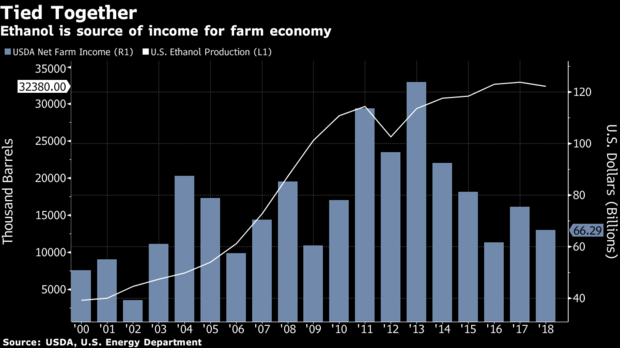 Tied Together
Ethanol is source of income for farm economy
USDA Net Farm Income (R1) U.S. Ethanol Production (L1)
35000
32380.00
30000
25000
20000
15000
10000
5000
Thousand Barrels
120
100
80
66.29
60
40
U.S. Dollars (Billions)
'00 '01 '02 '03 '04 '05 '06 '07 '08 '09 '10 '11 '12 '13 '14 '15 '16 '17 '18
Source: USDA, U.S. Energy Department